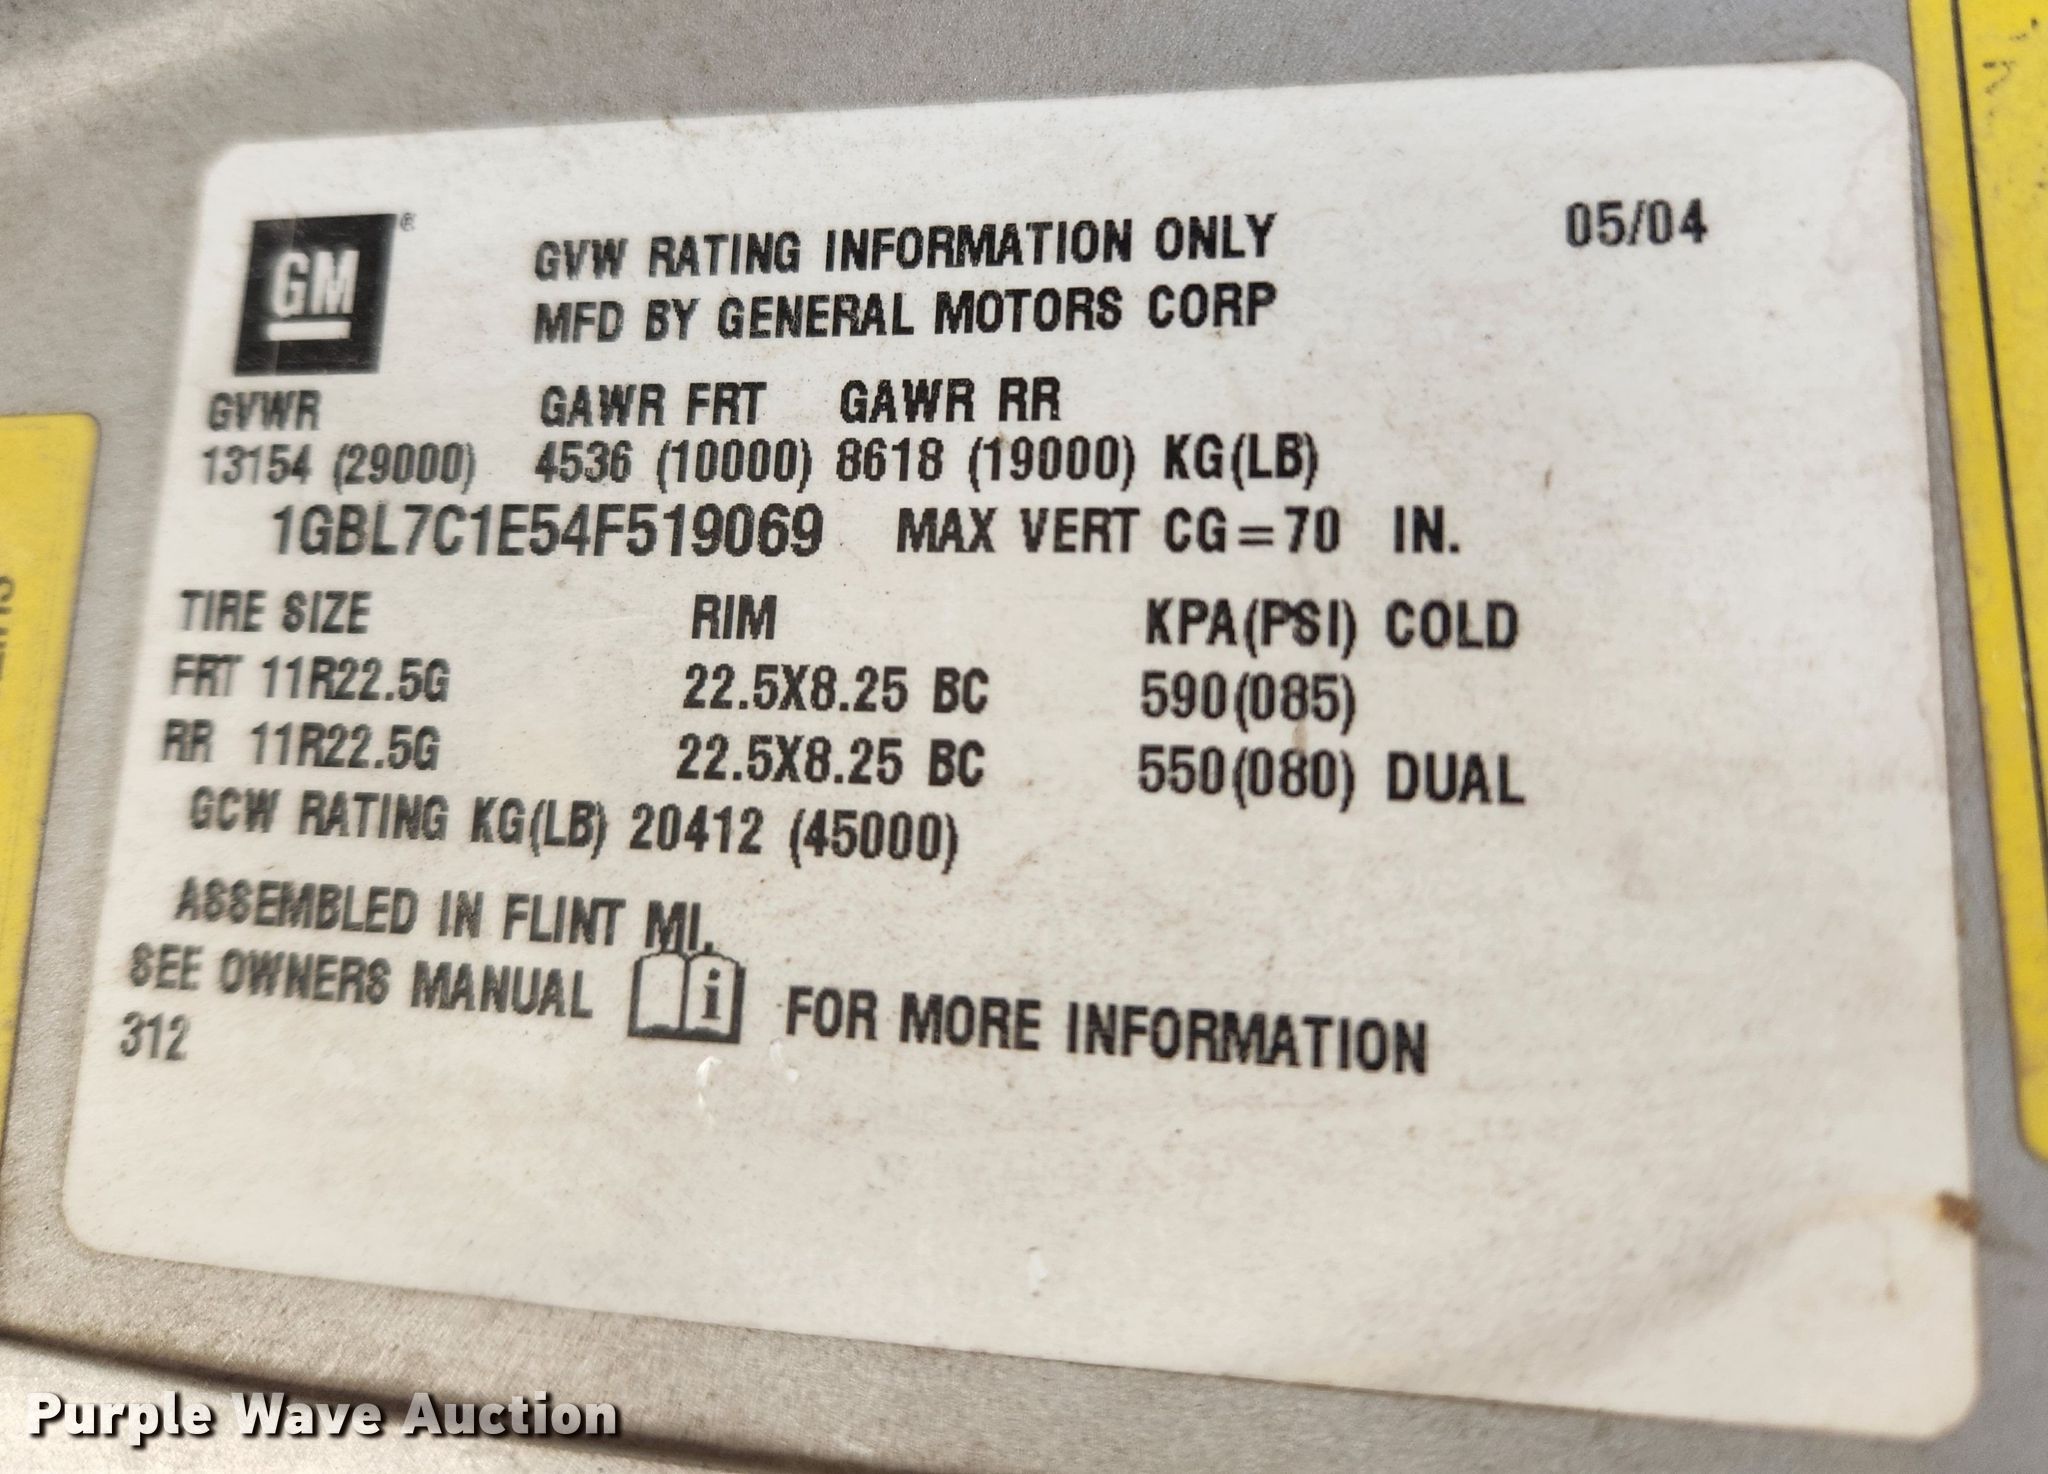 GM®
GVW RATING INFORMATION ONLY 05/04
MFD BY GENERAL MOTORS CORP
GVWR GAWR FRT GAWR RR
13154 (29000) 4536 (10000) 8618 (19000) KG(LB)
1GBL7C1E54F519069 MAX VERT CG=70 IN.
TIRE SIZE RIM KPA(PSI) COLD
FRT 11R22.5G 22.5X8.25 BC 590(085)
RR 11R22.5G 22.5X8.25 BC 550(080) DUAL
GCW RATING KG(LB) 20412 (45000)
ASSEMBLED IN FLINT MI.
SEE OWNERS MANUAL i FOR MORE INFORMATION
312
Purple Wave Auction